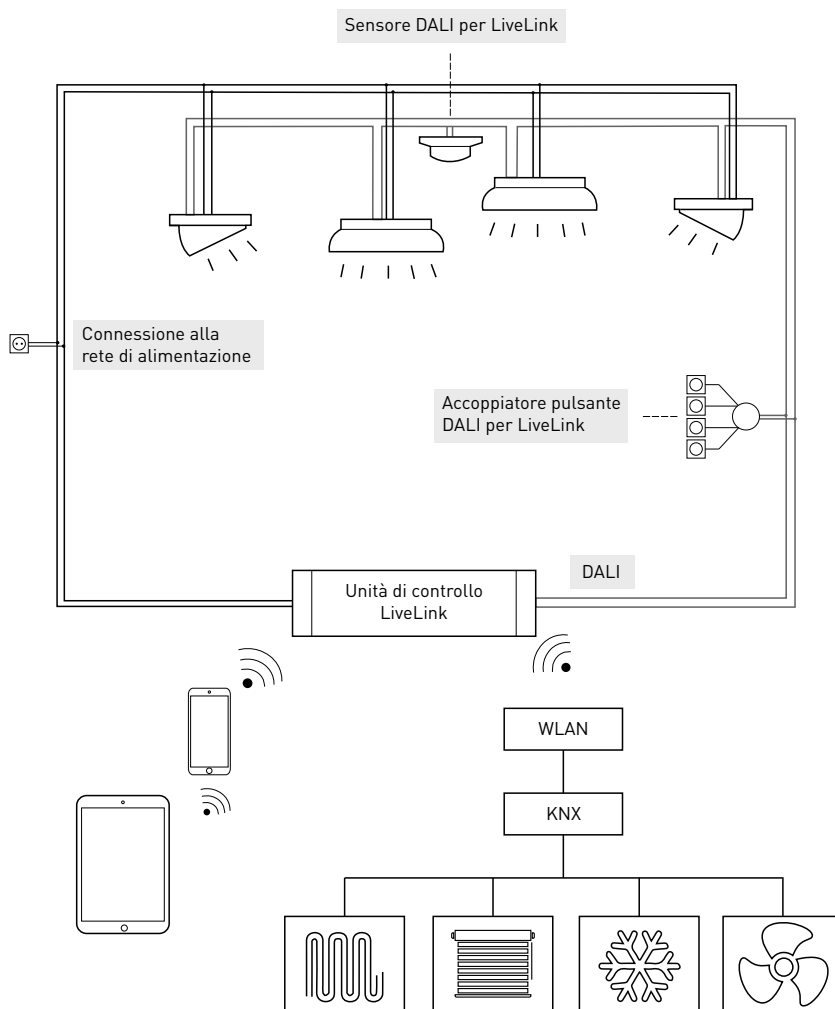 Sensore DALI per LiveLink
Connessione alla
rete di alimentazione
Accoppiatore pulsante
DALI per LiveLink
DALI
Unità di controllo
LiveLink
WLAN
KNX